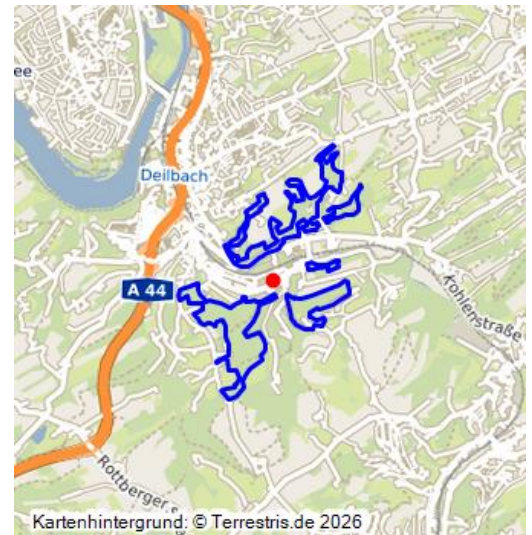 ee
Deilbach
A 44
Kohlenstraße
Rottberger S
Kartenhintergrund: © Terrestris.de 2026